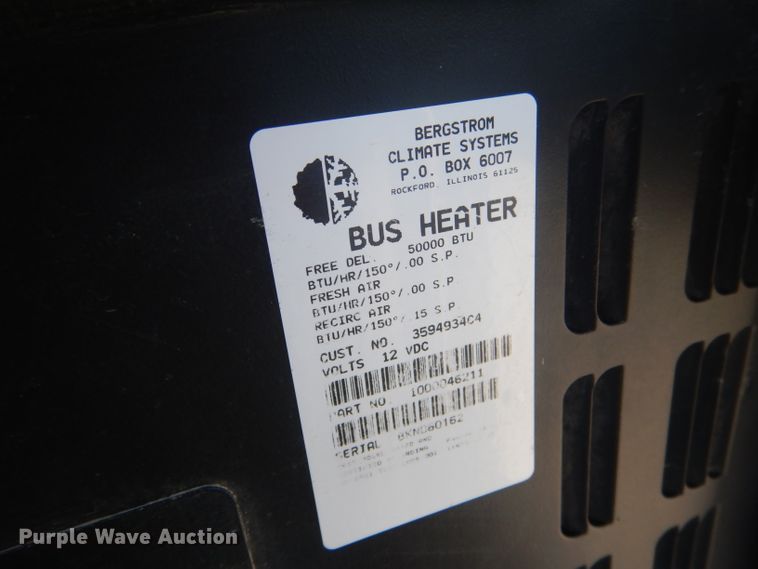 BERGSTROM
CLIMATE SYSTEMS
P.O. BOX 6007
ROCKFORD, ILLINOIS 61125
BUS HEATER
FREE DEL. 50000 BTU
BTU/HR/150°/.00 S.P.
FRESH AIR
BTU/HR/150°/.00 S.P.
RECIRC AIR
BTU/HR/150°/.15 S.P.
CUST. NO. 3594934C4
VOLTS 12 VDC
PART NO. 1000046211
SERIAL
Purple Wave Auction